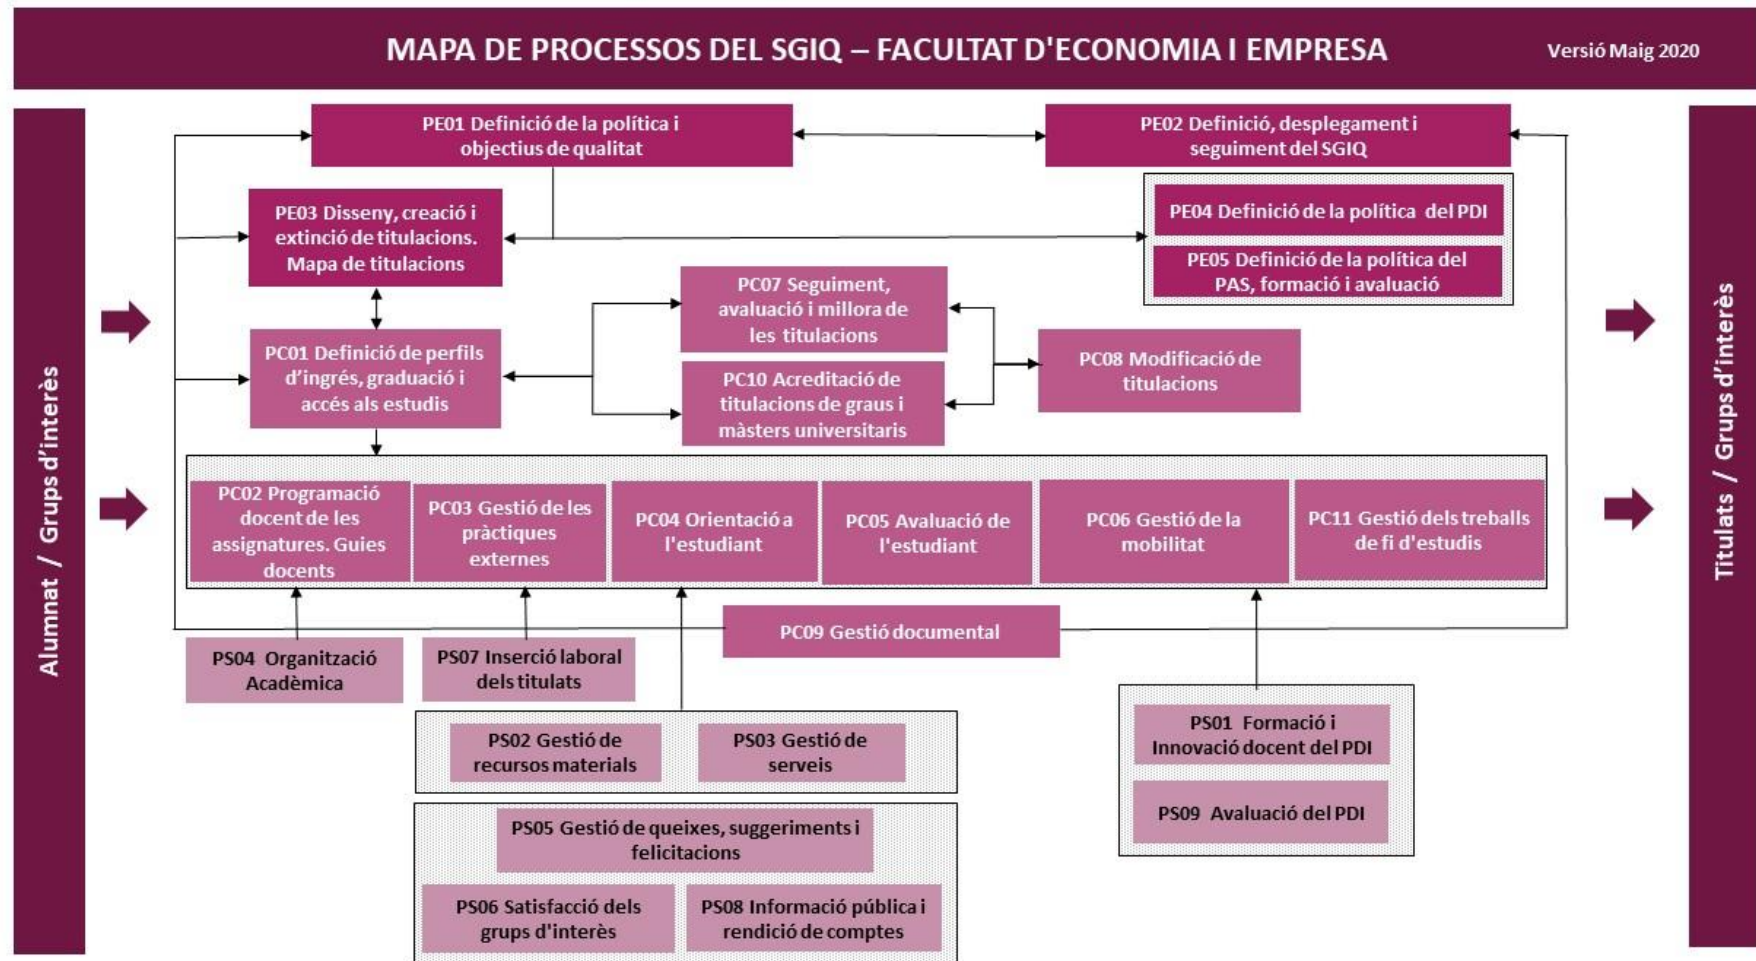 MAPA DE PROCESSOS DEL SGIQ – FACULTAT D'ECONOMIA I EMPRESA
Versió Maig 2020
Alumnat / Grups d’interès
PE01 Definició de la política i
objectius de qualitat
PE02 Definició, desplegament i
seguiment del SGIQ
PE03 Disseny, creació i
extinció de titulacions.
Mapa de titulacions
PE04 Definició de la política del PDI
PE05 Definició de la política del
PAS, formació i avaluació
PC07 Seguiment,
avaluació i millora de
les titulacions
PC01 Definició de perfils
d’ingrés, graduació i
accés als estudis
PC10 Acreditació de
titulacions de graus i
màsters universitaris
PC08 Modificació de
titulacions
PC02 Programació
docent de les
assignatures. Guies
docents
PC03 Gestió de les
pràctiques
externes
PC04 Orientació a
l'estudiant
PC05 Avaluació de
l'estudiant
PC06 Gestió de la
mobilitat
PC11 Gestió dels treballs
de fi d'estudis
PC09 Gestió documental
PS04 Organització
Acadèmica
PS07 Inserció laboral
dels titulats
PS02 Gestió de
recursos materials
PS03 Gestió de
serveis
PS01 Formació i
Innovació docent del PDI
PS09 Avaluació del PDI
PS05 Gestió de queixes, suggeriments i
felicitacions
PS06 Satisfacció dels
grups d'interès
PS08 Informació pública i
rendició de comptes
Titulats / Grups d’interès